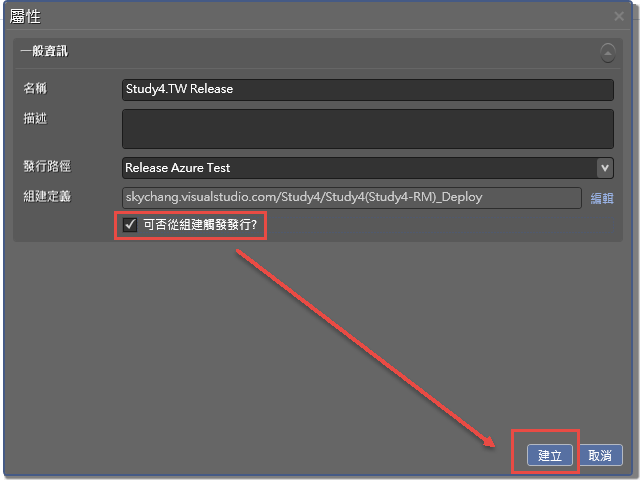 屬性
一般資訊
名稱 Study4.TW Release
描述
發行路徑 Release Azure Test
組建定義 skychang.visualstudio.com/Study4/Study4(Study4-RM)_Deploy 編輯
可否從組建觸發發行?
建立 取消